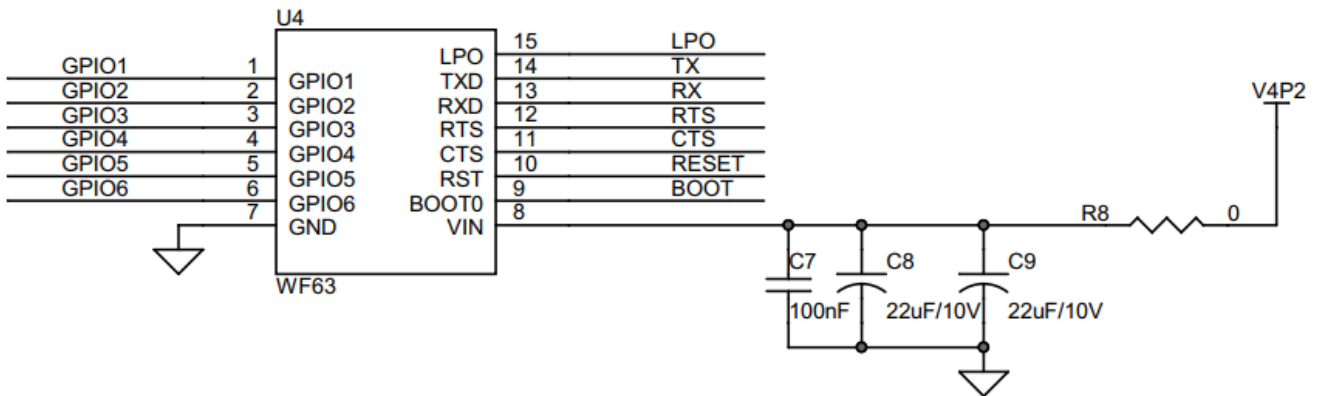 U4
15 LPO
GPIO1 1 LPO 14 TX
GPIO2 2 GPIO1 TXD 13 RX
GPIO3 3 GPIO2 RXD 12 RTS
GPIO4 4 GPIO3 RTS 11 CTS
GPIO5 5 GPIO4 CTS 10 RESET
GPIO6 6 GPIO5 RST 9 BOOT
7 GPIO6 BOOT0 8
GND VIN
WF63
V4P2
R8 0
C7 C8 C9
100nF 22uF/10V 22uF/10V